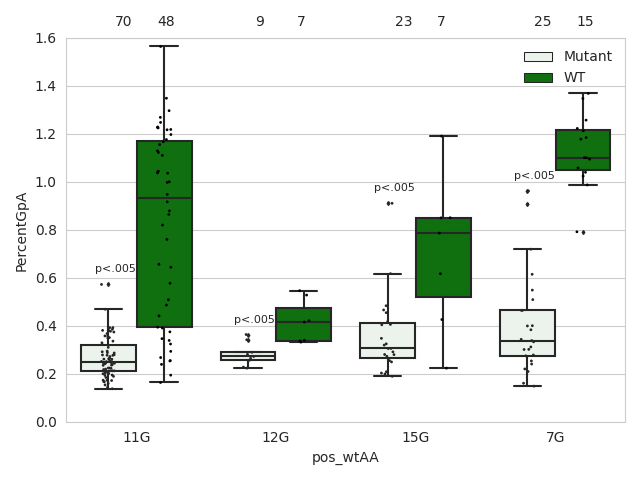 70 48 9 7 23 7 25 15
1.6
Mutant
WT
1.4
1.2
p<.005
1.0
p<.005
0.8
PercentGpA
p<.005
0.6
p<.005
0.4
0.2
0.0
11G 12G 15G 7G
pos_wtAA